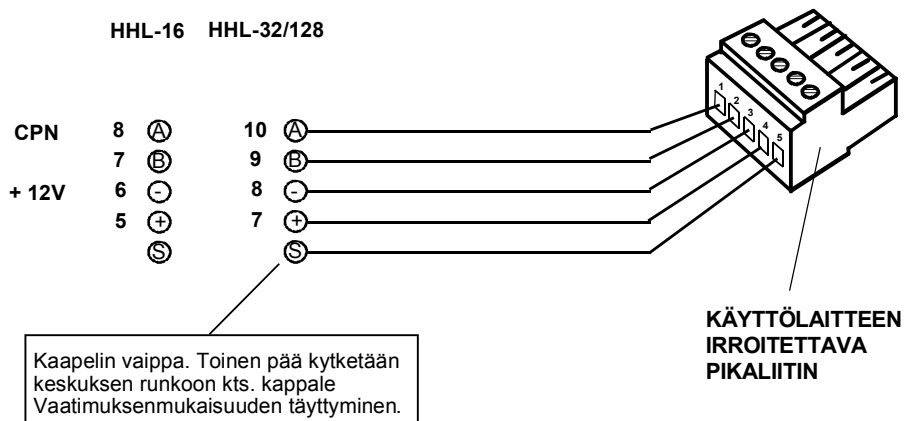 HHL-16 HHL-32/128
CPN 8 A 10 A
7 B 9 B
+ 12V 6 - 8 -
5 + 7 +
S S
1 2 3 4 5
Kaapelin vaippa. Toinen pää kytketään
keskuksen runkoon kts. kappale
Vaatimuksenmukaisuuden täyttyminen.
KÄYTTÖLAITTEEN
IRROITETTAVA
PIKALIITIN